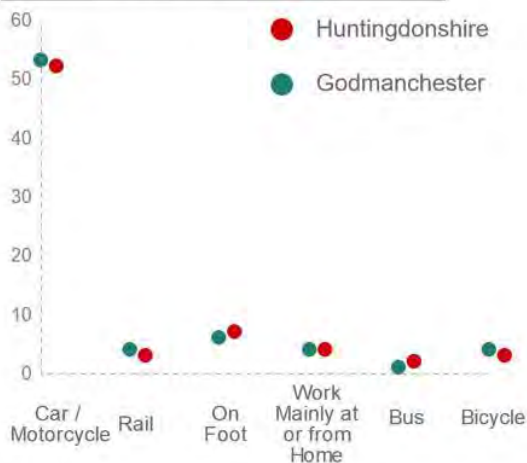 60
50
40
30
20
10
0
Huntingdonshire
Godmanchester
Car /
Motorcycle
Rail
On
Foot
Work
Mainly at
or from
Home
Bus
Bicycle